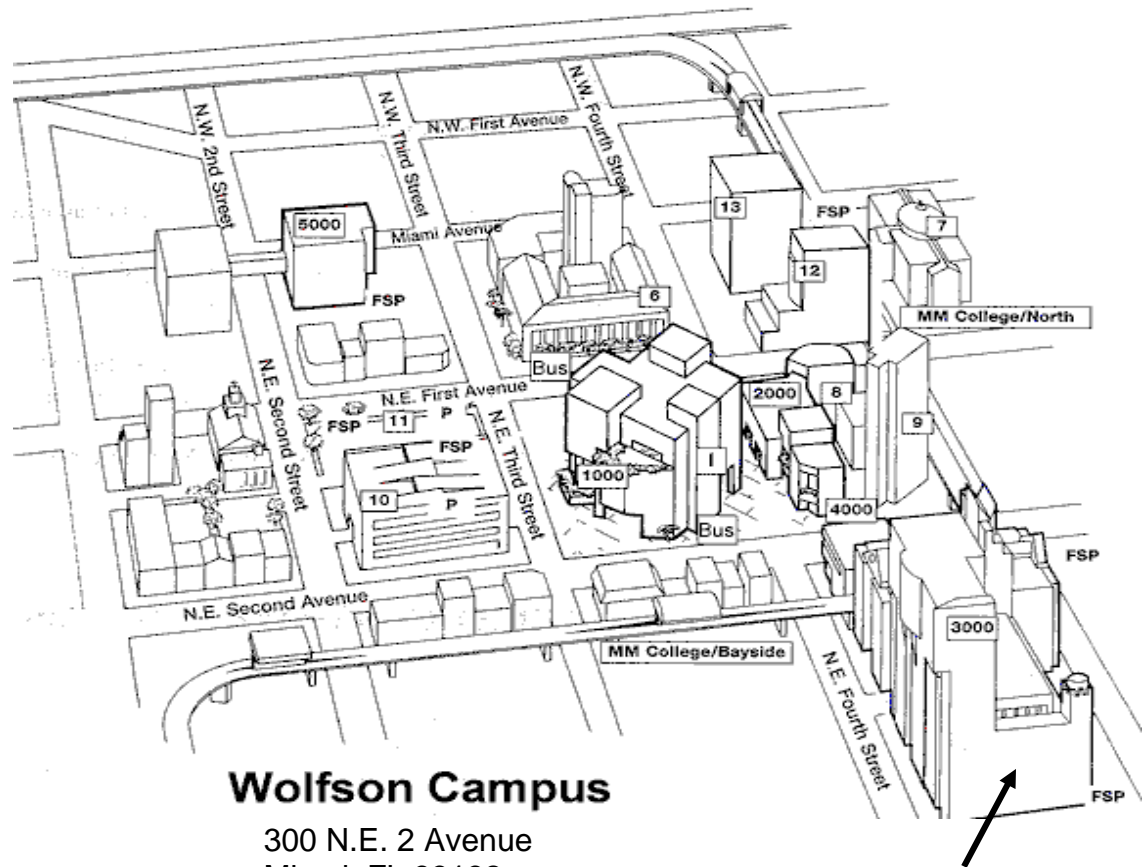 N.W. 2nd Street
N.W. Third Street
N.W. First Avenue
N.W. Fourth Street
13
FSP
7
5000
Miami Avenue
12
FSP
6
MM College/North
Bus
N.E. Second Street
N.E. First Avenue
2000
8
FSP
11
P
N.E. Third Street
9
FSP
1000
I
10
P
4000
Bus
FSP
N.E. Second Avenue
3000
MM College/Bayside
N.E. Fourth Street
FSP
Wolfson Campus
300 N.E. 2 Avenue